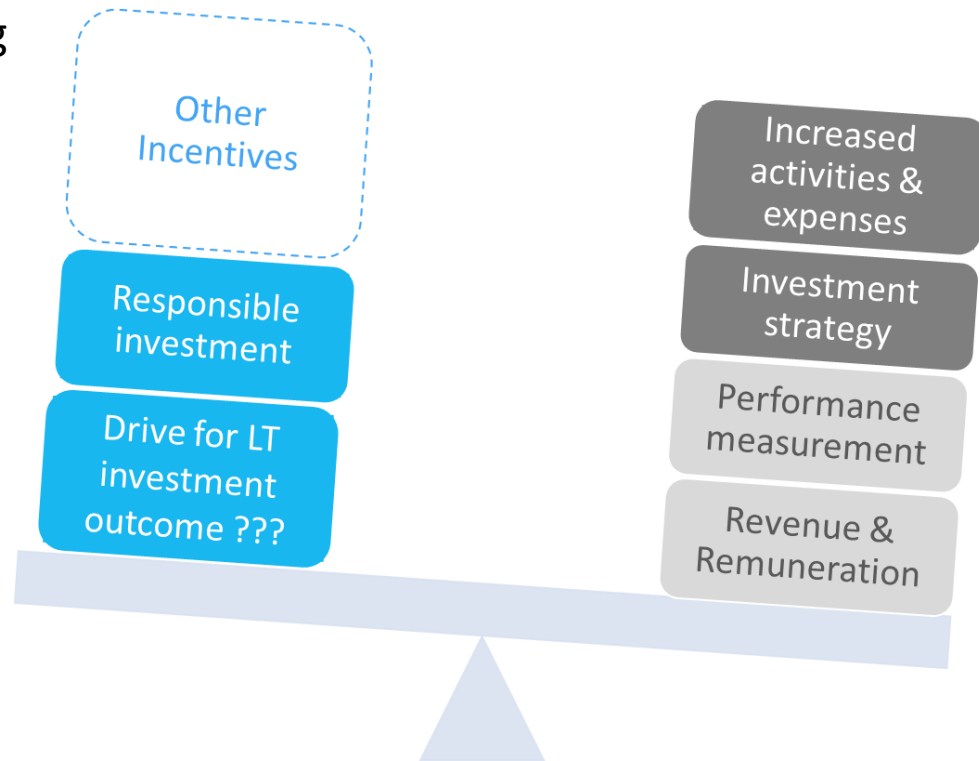 g
Other
Incentives
Responsible
investment
Drive for LT
investment
outcome ???
Increased
activities &
expenses
Investment
strategy
Performance
measurement
Revenue &
Remuneration